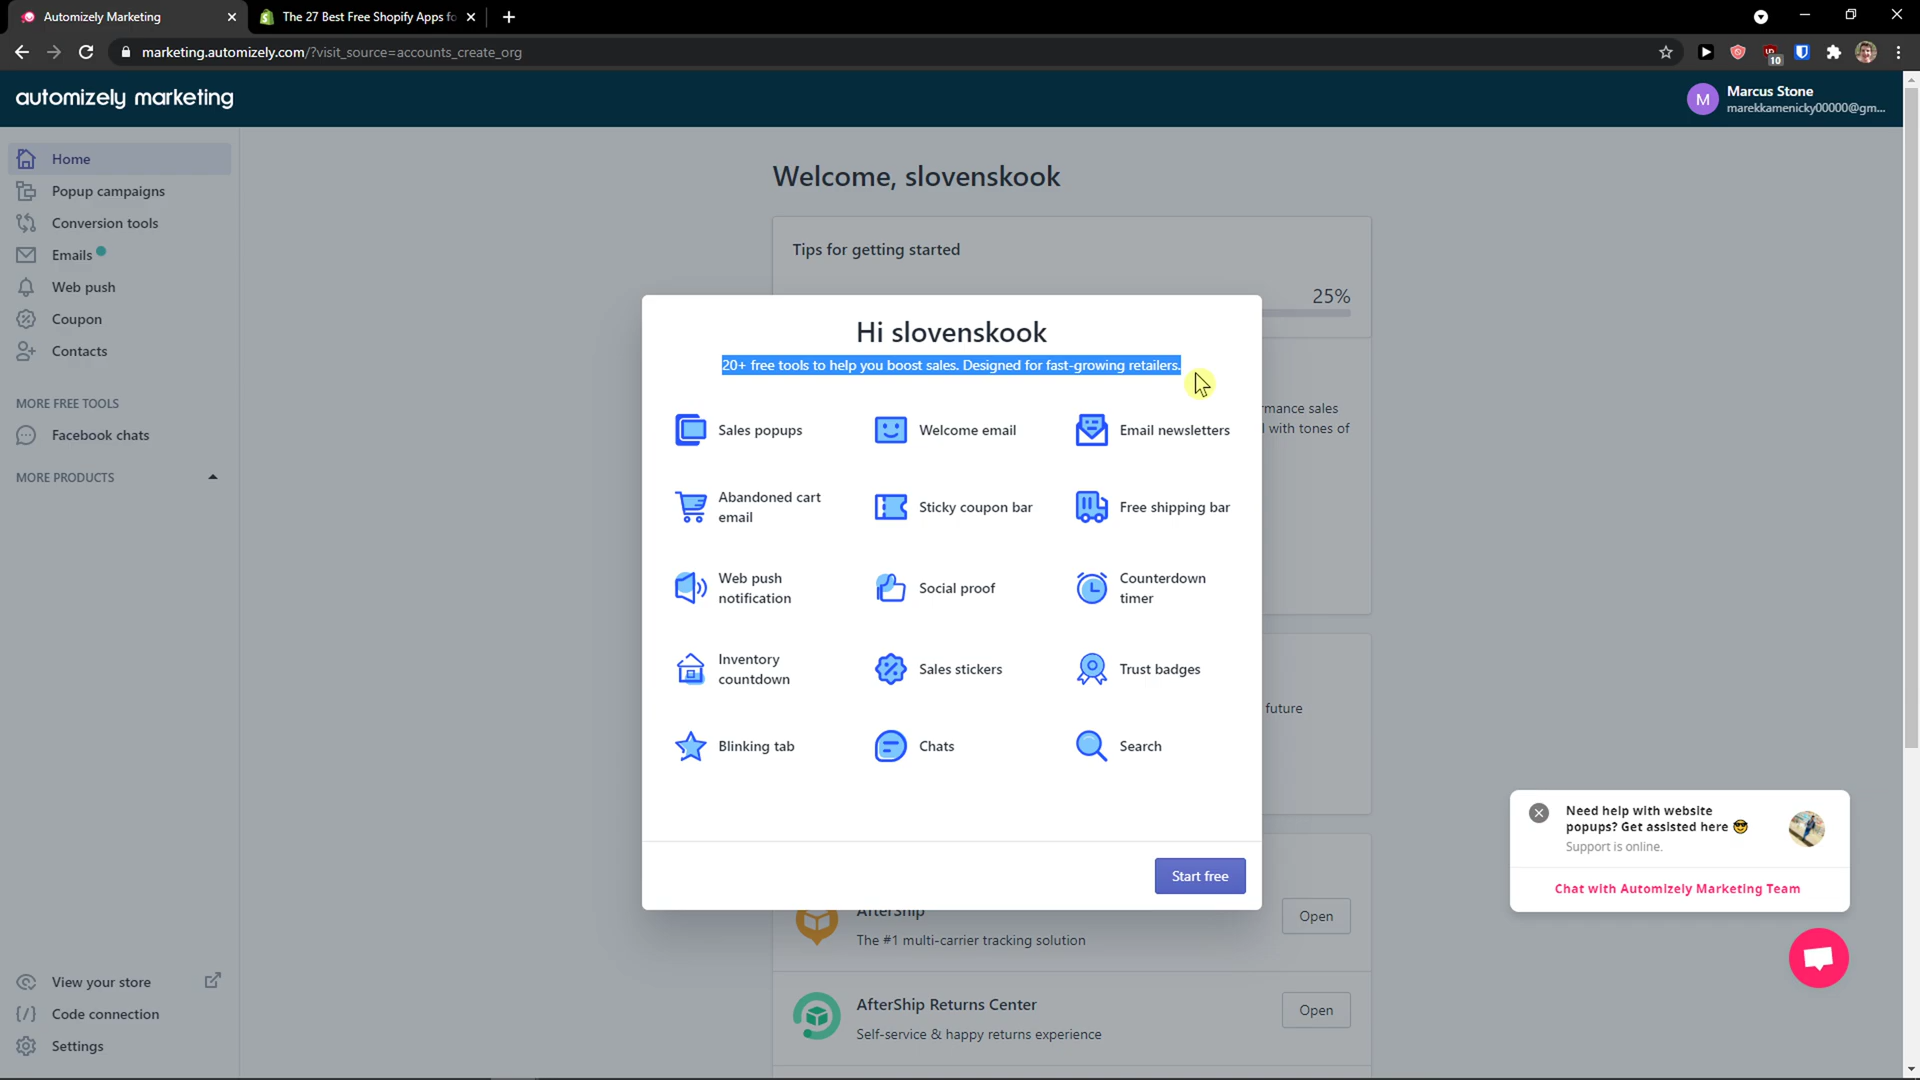 Automizely Marketing
The 27 Best Free Shopify Apps fo
marketing.automizely.com/?visit_source=accounts_create_org
10
automizely marketing
M
Marcus Stone
marekkamenicky00000@gm...
Home
Popup campaigns
Conversion tools
Emails
Web push
Coupon
Contacts
MORE FREE TOOLS
Facebook chats
MORE PRODUCTS
View your store
Code connection
Settings
Welcome, slovenskook
Tips for getting started
25%
mance sales
l with tones of
future
Hi slovenskook
20+ free tools to help you boost sales. Designed for fast-growing retailers.
Sales popups
Welcome email
Email newsletters
Abandoned cart
email
Sticky coupon bar
Free shipping bar
Web push
notification
Social proof
Counterdown
timer
Inventory
countdown
Sales stickers
Trust badges
Blinking tab
Chats
Search
Start free
AfterShip
The #1 multi-carrier tracking solution
Open
AfterShip Returns Center
Self-service & happy returns experience
Open
Need help with website
popups? Get assisted here 😎
Support is online.
Chat with Automizely Marketing Team